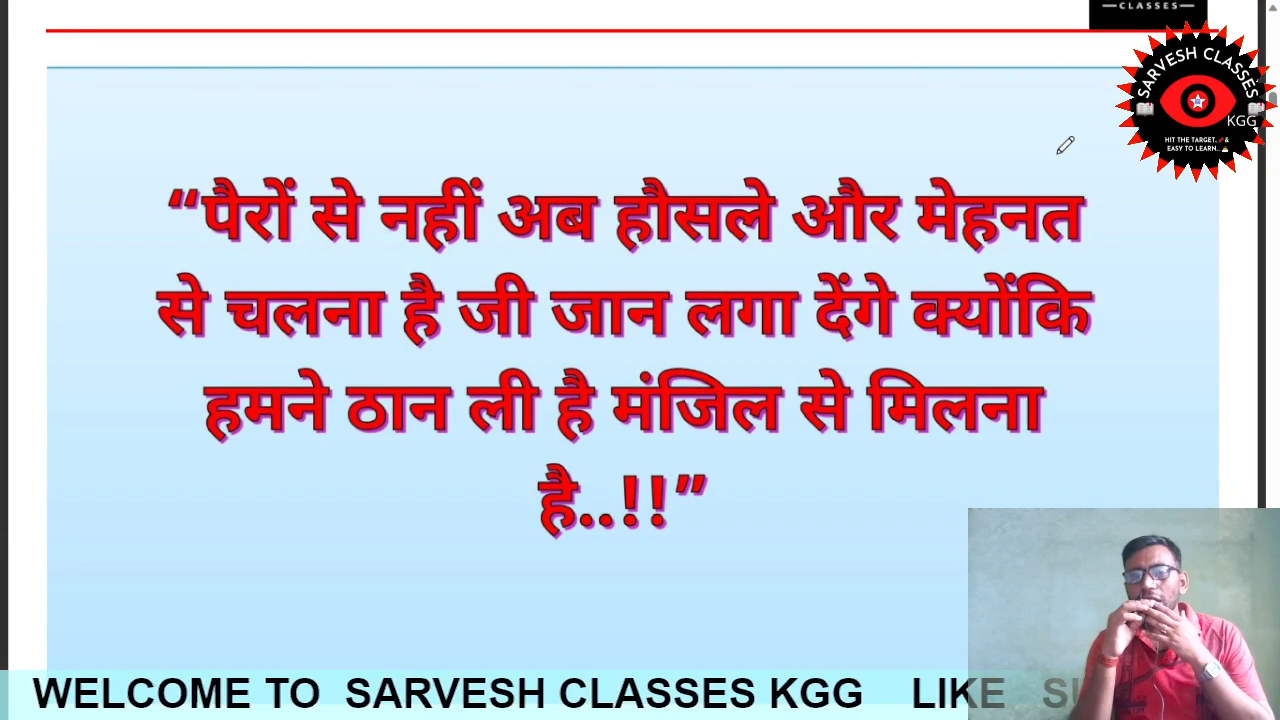 CLASSES
SARVESH CLASSES
KGG
HIT THE TARGET..&
EASY TO LEARN..
“पैरों से नहीं अब हौसले और मेहनत
से चलना है जी जान लगा देंगे क्योंकि
हमने ठान ली है मंजिल से मिलना
है..!!”
WELCOME TO SARVESH CLASSES KGG LIKE